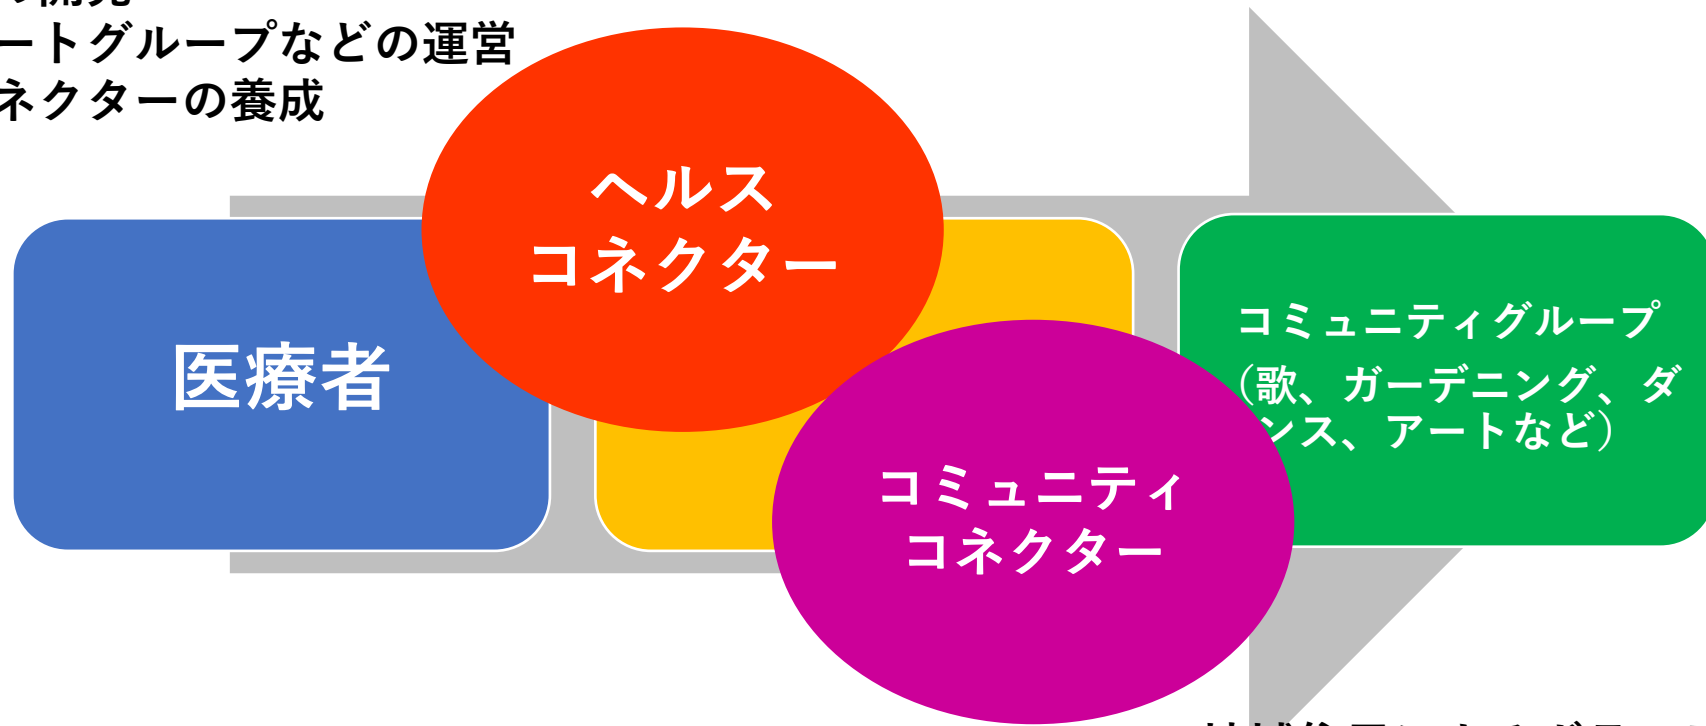 の開発
ートグループなどの運営
ネクターの養成
ヘルス
コネクター
医療者
コミュニティグループ
（歌、ガーデニング、ダ
ンス、アートなど）
コミュニティ
コネクター